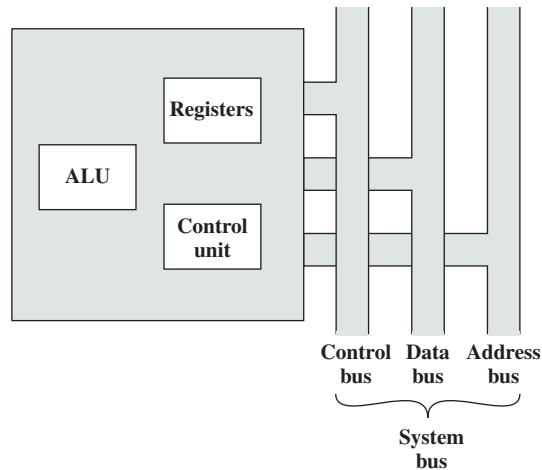 Registers
ALU
Control
unit
Control Data Address
bus bus bus
System
bus